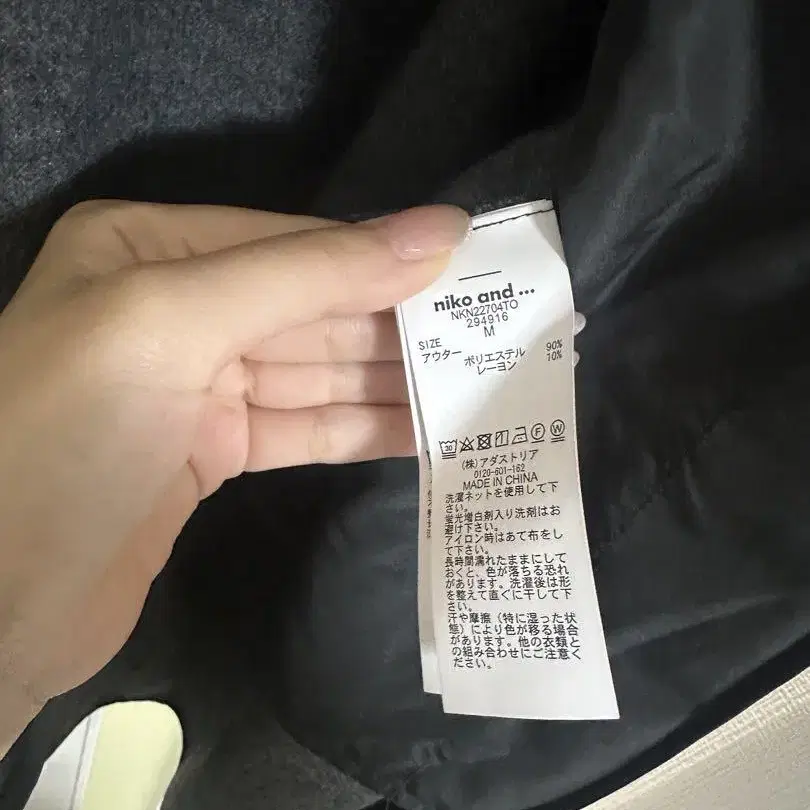 niko and ...
NKN22704TO
294916
M
SIZE
アウター ポリエステル 90%
レーヨン 10%
30 F W
(株)アダストリア
0120-601-162
MADE IN CHINA
洗濯ネットを使用して下
さい。
蛍光増白剤入り洗剤はお
避け下さい。
アイロン時はあて布をし
て下さい。
長時間濡れたままにして
おくと、色が落ちる恐れ
があります。洗濯後は形
を整えて直ぐに干して下
さい。
汗や摩擦(特に湿った状
態)により色が移る場合
があります。他の衣類と
の組み合わせにご注意く
ださい。